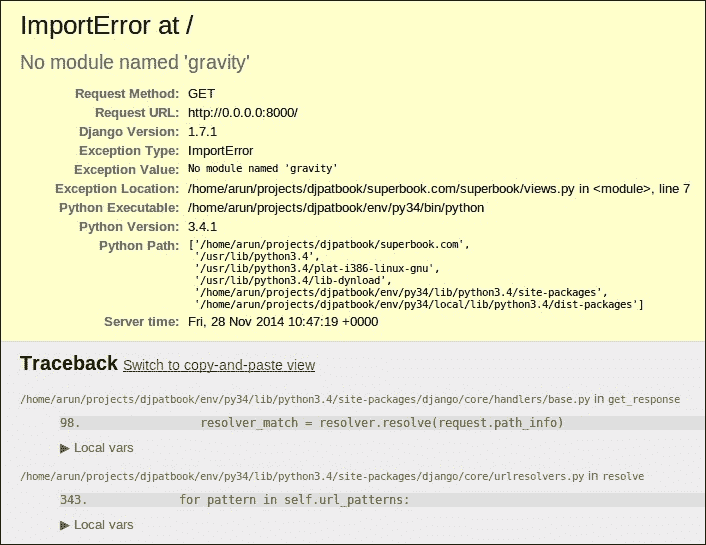 ImportError at /
No module named 'gravity'
Request Method: GET
Request URL: http://0.0.0.0:8000/
Django Version: 1.7.1
Exception Type: ImportError
Exception Value: No module named 'gravity'
Exception Location: /home/arun/projects/djpatbook/superbook.com/superbook/views.py in <module>, line 7
Python Executable: /home/arun/projects/djpatbook/env/py34/bin/python
Python Version: 3.4.1
Python Path: ['/home/arun/projects/djpatbook/superbook.com',
'/usr/lib/python3.4',
'/usr/lib/python3.4/plat-i386-linux-gnu',
'/usr/lib/python3.4/lib-dynload',
'/home/arun/projects/djpatbook/env/py34/lib/python3.4/site-packages',
'/home/arun/projects/djpatbook/env/py34/local/lib/python3.4/dist-packages']
Server time: Fri, 28 Nov 2014 10:47:19 +0000
Traceback Switch to copy-and-paste view
/home/arun/projects/djpatbook/env/py34/lib/python3.4/site-packages/django/core/handlers/base.py in get_response
98. resolver_match = resolver.resolve(request.path_info)
▶ Local vars
/home/arun/projects/djpatbook/env/py34/lib/python3.4/site-packages/django/core/urlresolvers.py in resolve
343. for pattern in self.url_patterns:
▶ Local vars